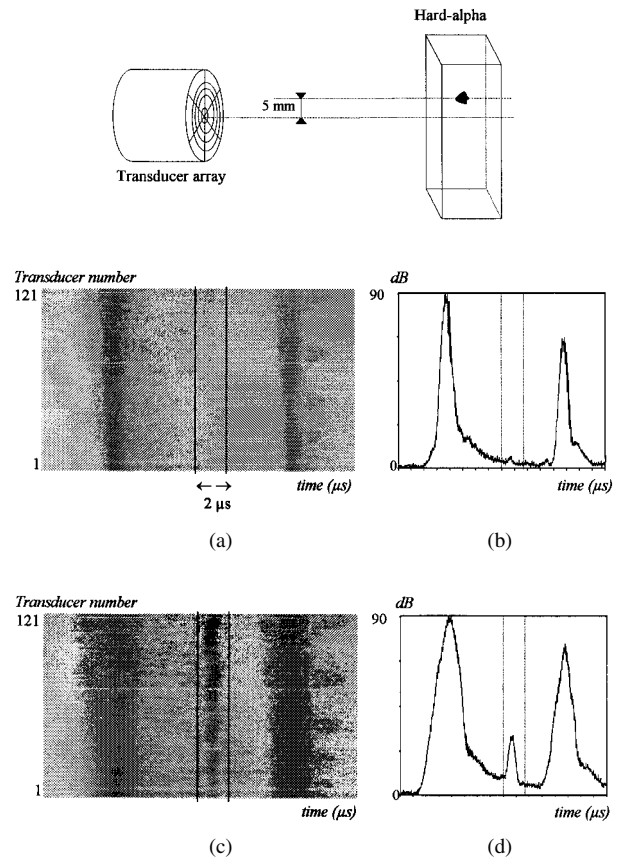 Hard-alpha
5 mm
Transducer array
Transducer number
121
1
time (µs)
2 µs
(a)
dB
90
0
time (µs)
(b)
Transducer number
121
1
time (µs)
(c)
dB
90
0
time (µs)
(d)